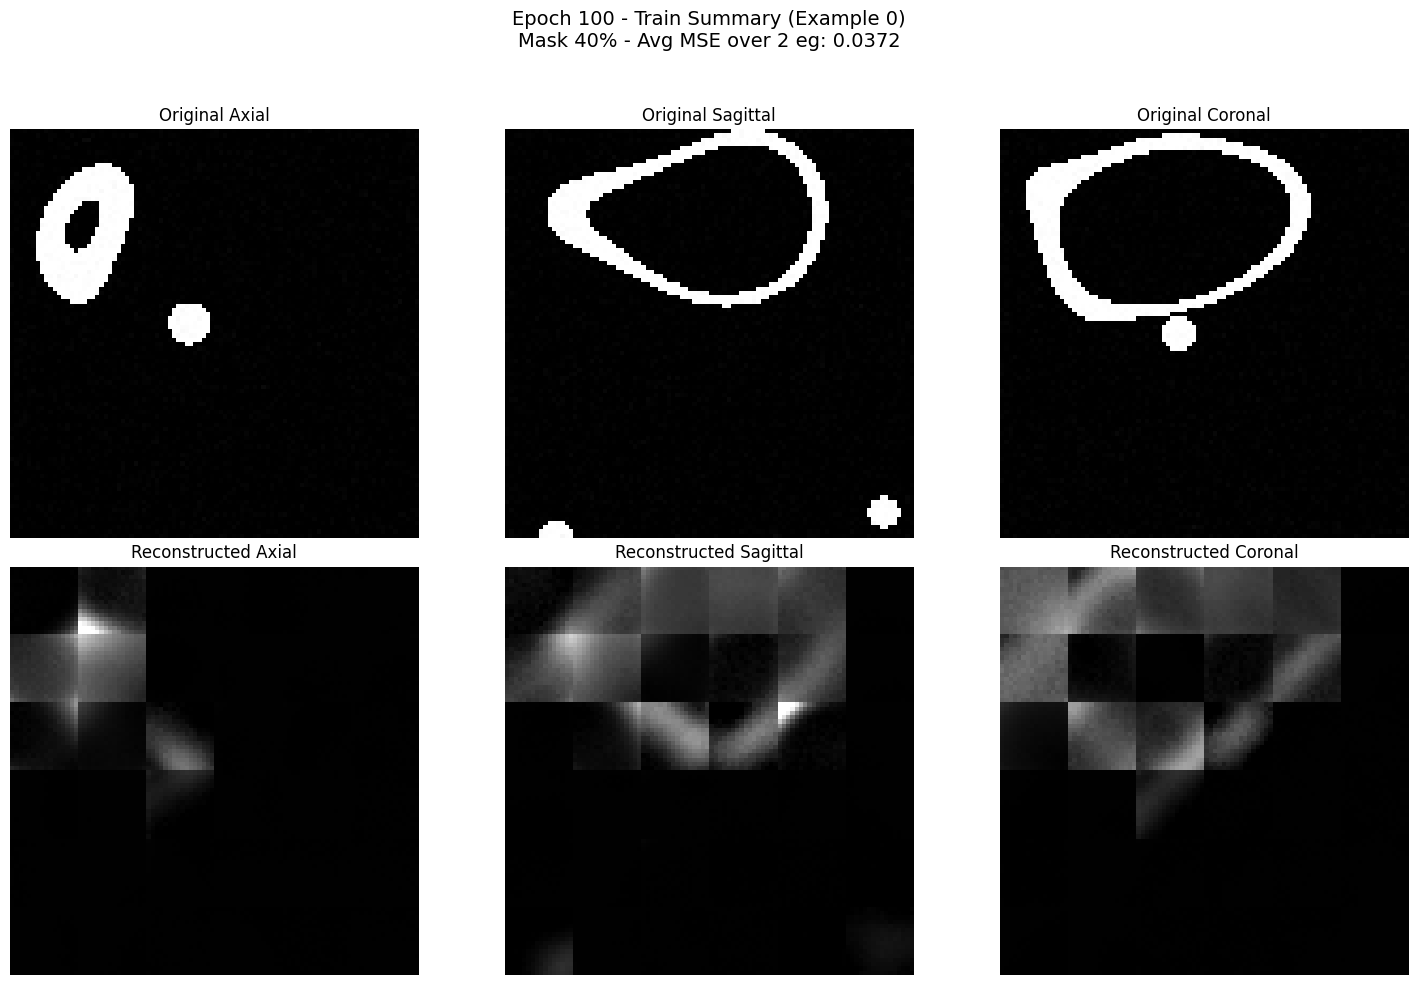 Epoch 100 - Train Summary (Example 0)
Mask 40% - Avg MSE over 2 eg: 0.0372
Original Axial
Original Sagittal
Original Coronal
Reconstructed Axial
Reconstructed Sagittal
Reconstructed Coronal